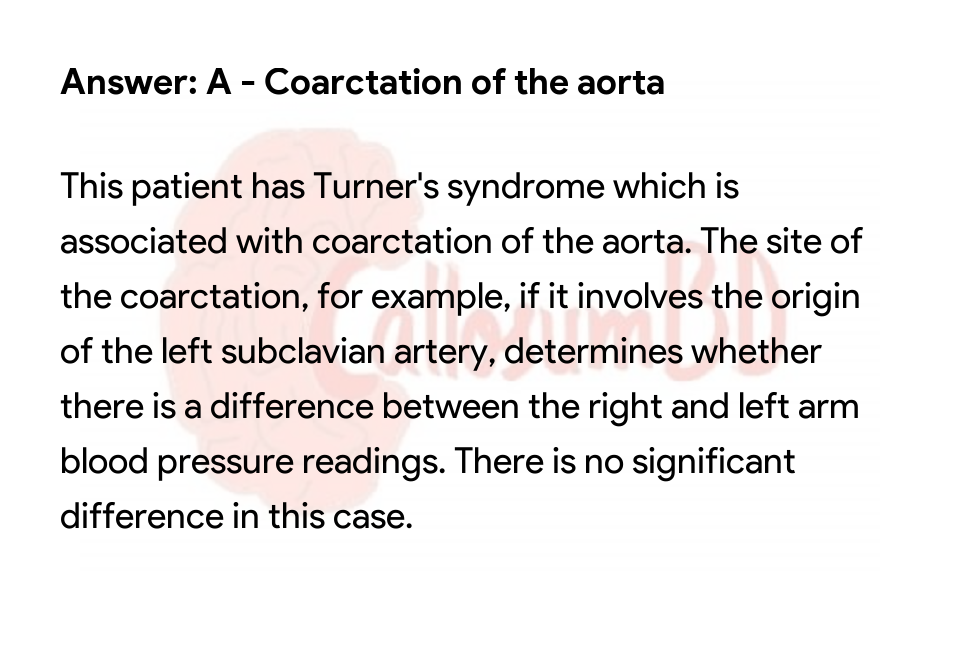 Answer: A - Coarctation of the aorta
This patient has Turner's syndrome which is
associated with coarctation of the aorta. The site of
the coarctation, for example, if it involves the origin
of the left subclavian artery, determines whether
there is a difference between the right and left arm
blood pressure readings. There is no significant
difference in this case.
CallosumBD